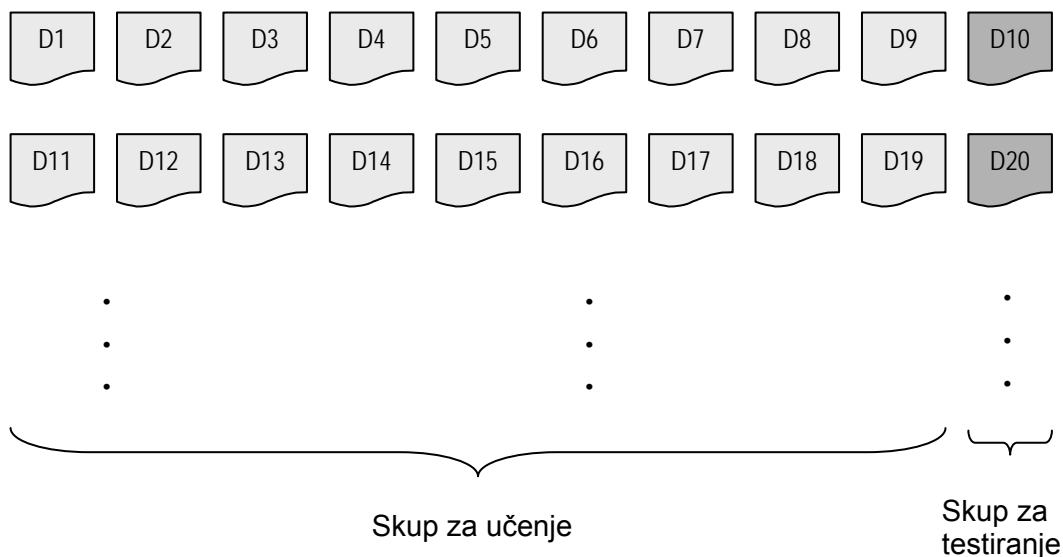 D1 D2 D3 D4 D5 D6 D7 D8 D9 D10
D11 D12 D13 D14 D15 D16 D17 D18 D19 D20
Skup za učenje
Skup za
testiranje